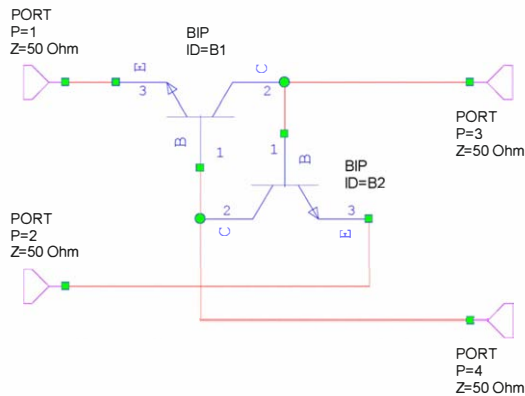 PORT
P=1
Z=50 Ohm
BIP
ID=B1
E
3
C
2
B
1
PORT
P=3
Z=50 Ohm
1
B
BIP
ID=B2
2
C
3
E
PORT
P=2
Z=50 Ohm
PORT
P=4
Z=50 Ohm